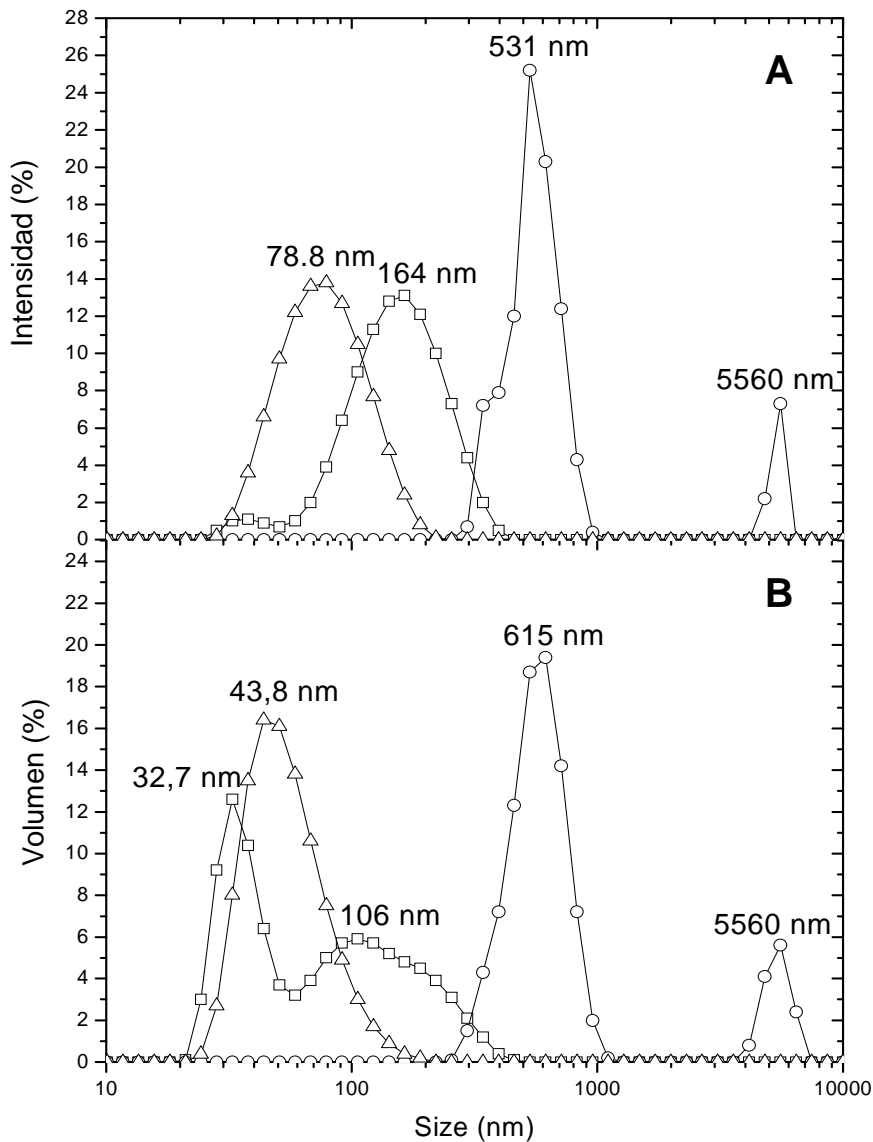 28
26
24
22
20
18
16
14
12
10
8
6
4
2
0
Intensidad (%)
A
531 nm
78.8 nm
164 nm
5560 nm
24
22
20
18
16
14
12
10
8
6
4
2
0
Volumen (%)
B
615 nm
43,8 nm
32,7 nm
106 nm
5560 nm
10 100 1000 10000
Size (nm)